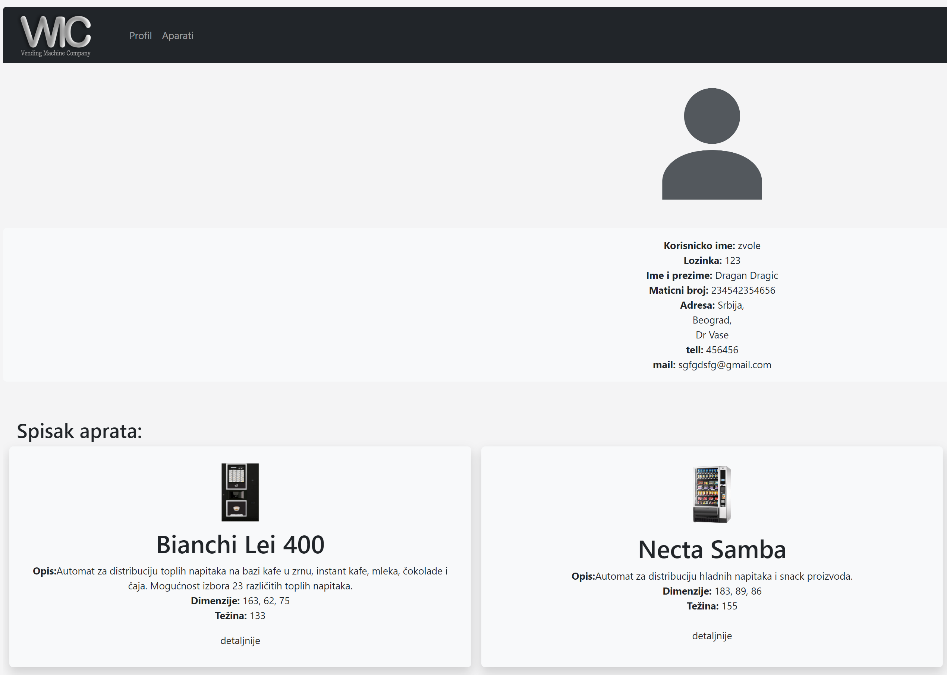 WIC
Vending Machine Company
Profil Aparati
Korisnicko ime: zvole
Lozinka: 123
Ime i prezime: Dragan Dragic
Maticni broj: 234542354656
Adresa: Srbija,
Beograd,
Dr Vase
tell: 456456
mail: sgfgdsfg@gmail.com
Spisak aprata:
Bianchi Lei 400
Opis:Automat za distribuciju toplih napitaka na bazi kafe u zrnu, instant kafe, mleka, čokolade i
čaja. Mogućnost izbora 23 različitih toplih napitaka.
Dimenzije: 163, 62, 75
Težina: 133
detaljnije
Necta Samba
Opis:Automat za distribuciju hladnih napitaka i snack proizvoda.
Dimenzije: 183, 89, 86
Težina: 155
detaljnije